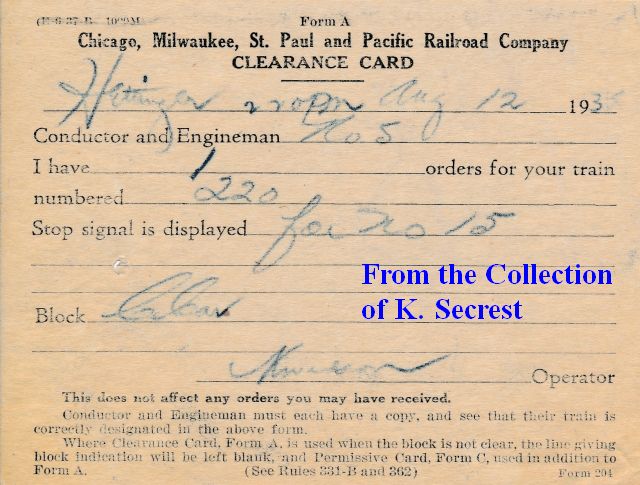 Form A
Chicago, Milwaukee, St. Paul and Pacific Railroad Company
CLEARANCE CARD
Hettinger 220 pm Aug 12 193
Conductor and Engineman No 5
I have 1 orders for your train
numbered 220
Stop signal is displayed for No 15
From the Collection
of K. Secrest
Block Clear
Operator
This does not affect any orders you may have received.
Conductor and Engineman must each have a copy, and see that their train is
correctly designated in the above form.
Where Clearance Card, Form A, is used when the block is not clear, the line giving
block indication will be left blank, and Permissive Card, Form C, used in addition to
Form A. (See Rules 331-B and 362) Form 204